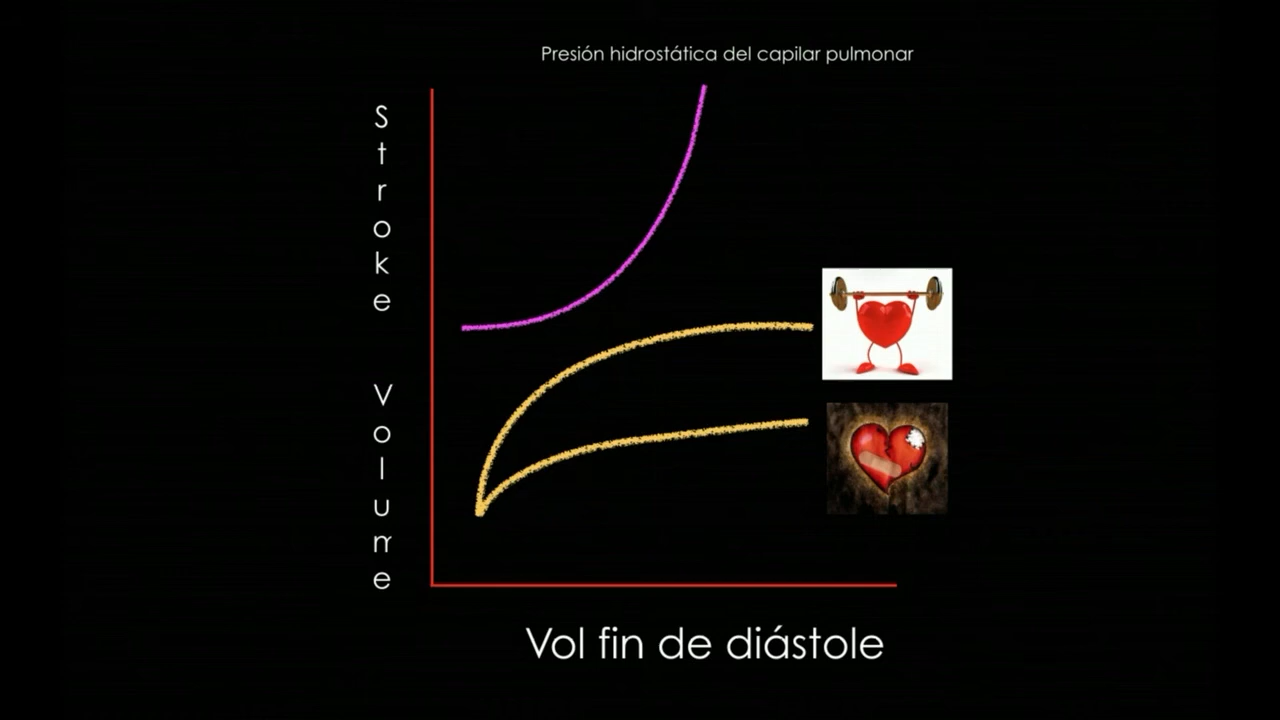 Presión hidrostática del capilar pulmonar
Stroke Volume
Vol fin de diástole